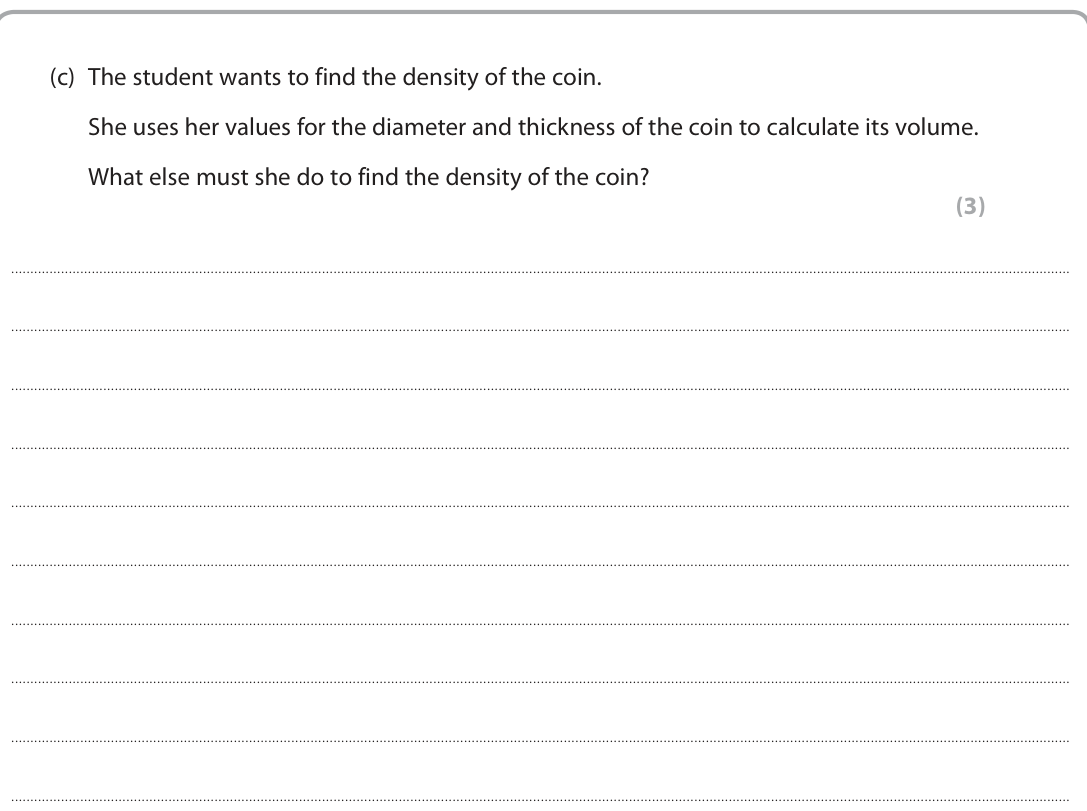 (c) The student wants to find the density of the coin.
She uses her values for the diameter and thickness of the coin to calculate its volume.
What else must she do to find the density of the coin?
(3)